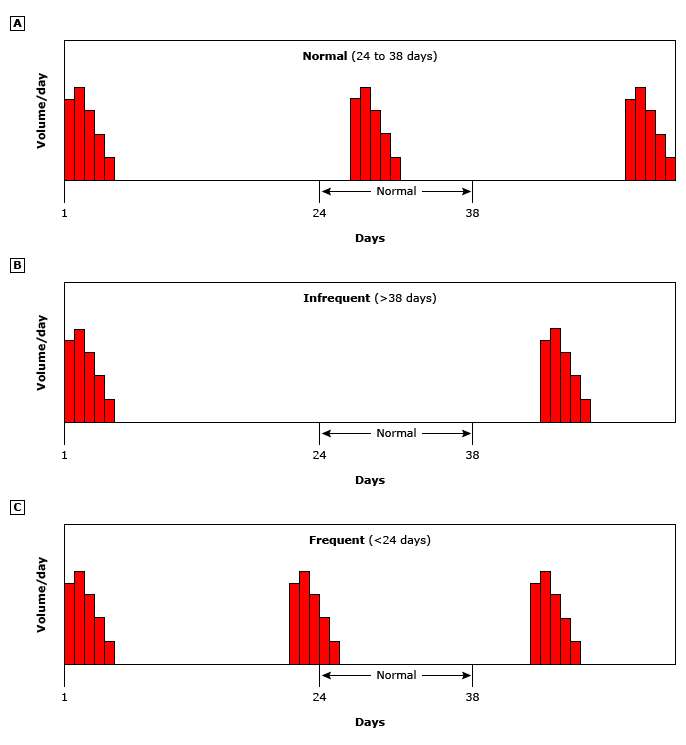 A
Normal (24 to 38 days)
Volume/day
Normal
1 24 38
Days
B
Infrequent (>38 days)
Volume/day
Normal
1 24 38
Days
C
Frequent (<24 days)
Volume/day
Normal
1 24 38
Days